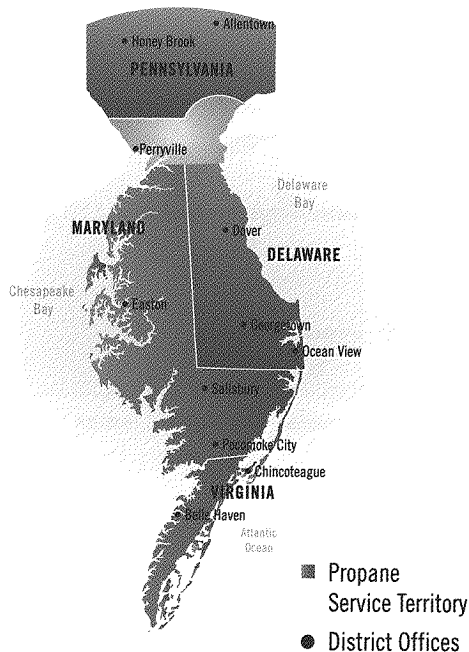 Allentown
Honey Brook
PENNSYLVANIA
Perryville
Delaware
Bay
MARYLAND
Dover
DELAWARE
Chesapeake
Bay
Easton
Georgetown
Ocean View
Salisbury
Pocomoke City
Chincoteague
VIRGINIA
Belle Haven
Atlantic
Ocean
Propane
Service Territory
District Offices